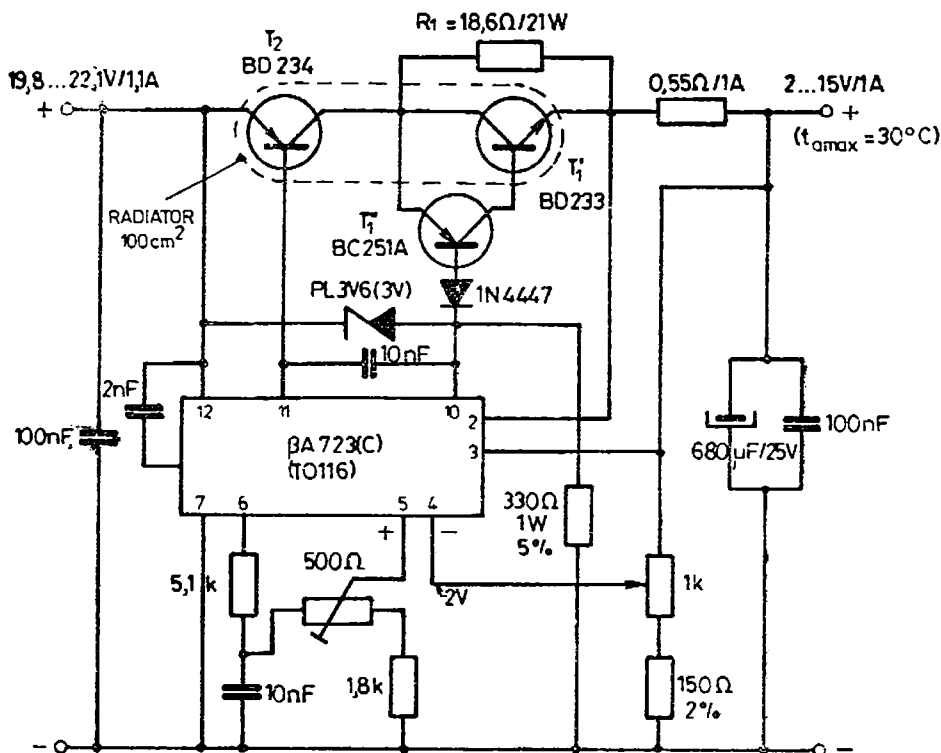 R₁ = 18,6Ω/21W
T₂
BD 234
19,8...22,1V/1,1A
0,55Ω/1A
2...15V/1A
+
+
(tamax = 30°C)
T₁'
BD233
RADIATOR
100cm²
T₁"
BC251A
PL3V6(3V)
1N4447
10nF
2nF
12
11
10
2
3
100nF
βA 723(C)
(TO116)
680µF/25V
100nF
7
6
5
4
+
-
330Ω
1W
5%
500Ω
5,1k
2V
1k
10nF
1,8k
150Ω
2%
-
-